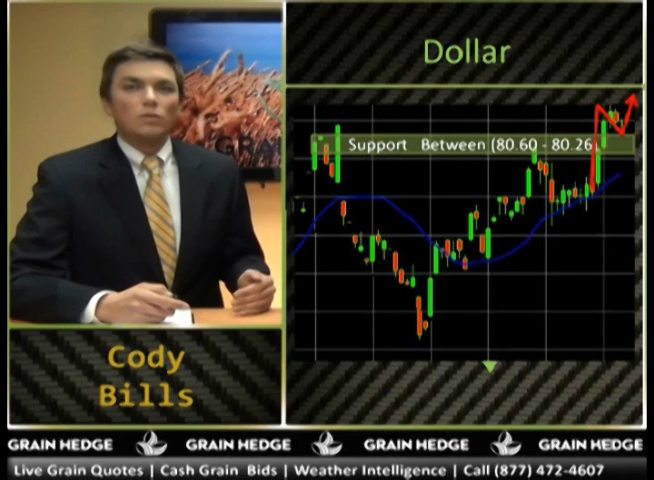 Dollar
GRA
Support Between (80.60 - 80.26)
Cody
Bills
GRAIN HEDGE GRAIN HEDGE GRAIN HEDGE GRAIN HEDGE
Live Grain Quotes | Cash Grain Bids | Weather Intelligence | Call (877) 472-4607